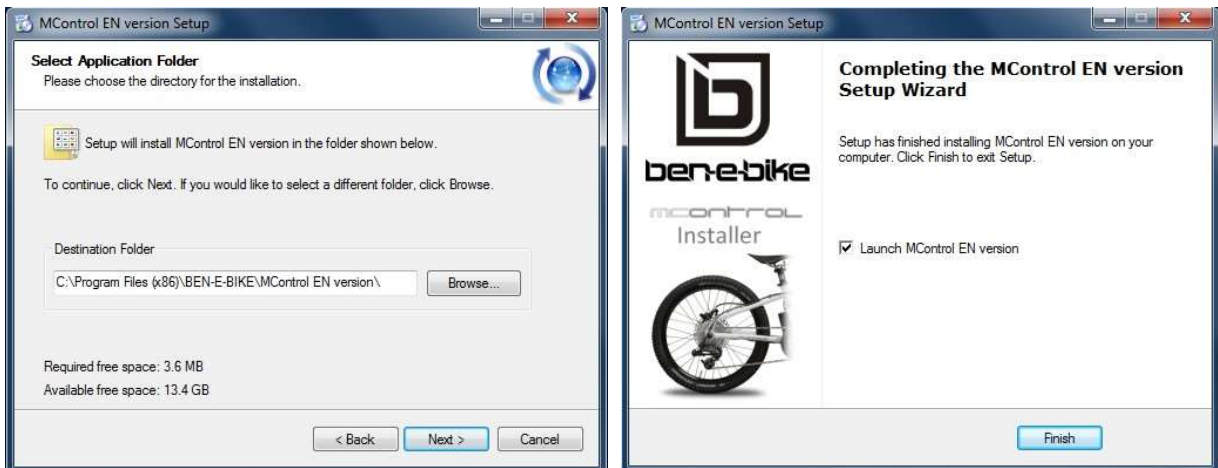 MControl EN version Setup
Select Application Folder
Please choose the directory for the installation.
Setup will install MControl EN version in the folder shown below.
To continue, click Next. If you would like to select a different folder, click Browse.
Destination Folder
C:\Program Files (x86)\BEN-E-BIKE\MControl EN version\
Browse...
Required free space: 3.6 MB
Available free space: 13.4 GB
< Back
Next >
Cancel
MControl EN version Setup
ben-e-bike
mcontrol
Installer
Completing the MControl EN version
Setup Wizard
Setup has finished installing MControl EN version on your
computer. Click Finish to exit Setup.
Launch MControl EN version
Finish